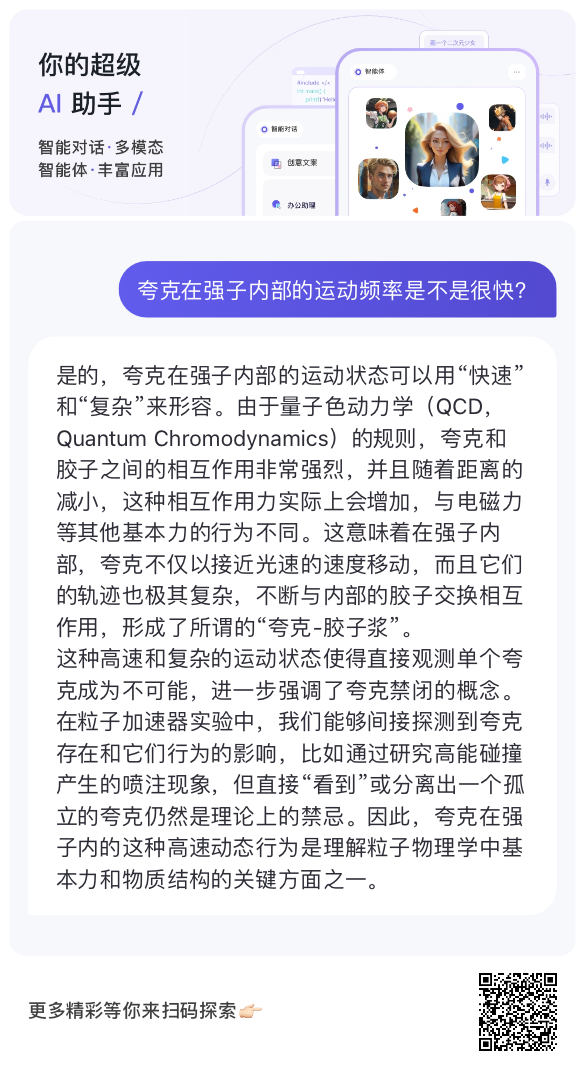 你的超级
AI 助手 /
智能对话·多模态
智能体·丰富应用
画一个二次元少女
#include </
int main() {
print("Hello
智能体
...
智能对话
创意文案
办公助理
夸克在强子内部的运动频率是不是很快?
是的，夸克在强子内部的运动状态可以用“快速”
和“复杂”来形容。由于量子色动力学（QCD，
Quantum Chromodynamics）的规则，夸克和
胶子之间的相互作用非常强烈，并且随着距离的
减小，这种相互作用力实际上会增加，与电磁力
等其他基本力的行为不同。这意味着在强子内
部，夸克不仅以接近光速的速度移动，而且它们
的轨迹也极其复杂，不断与内部的胶子交换相互
作用，形成了所谓的“夸克-胶子浆”。
这种高速和复杂的运动状态使得直接观测单个夸
克成为不可能，进一步强调了夸克禁闭的概念。
在粒子加速器实验中，我们能够间接探测到夸克
存在和它们行为的影响，比如通过研究高能碰撞
产生的喷注现象，但直接“看到”或分离出一个孤
立的夸克仍然是理论上的禁忌。因此，夸克在强
子内的这种高速动态行为是理解粒子物理学中基
本力和物质结构的关键方面之一。
更多精彩等你来扫码探索👉🏻